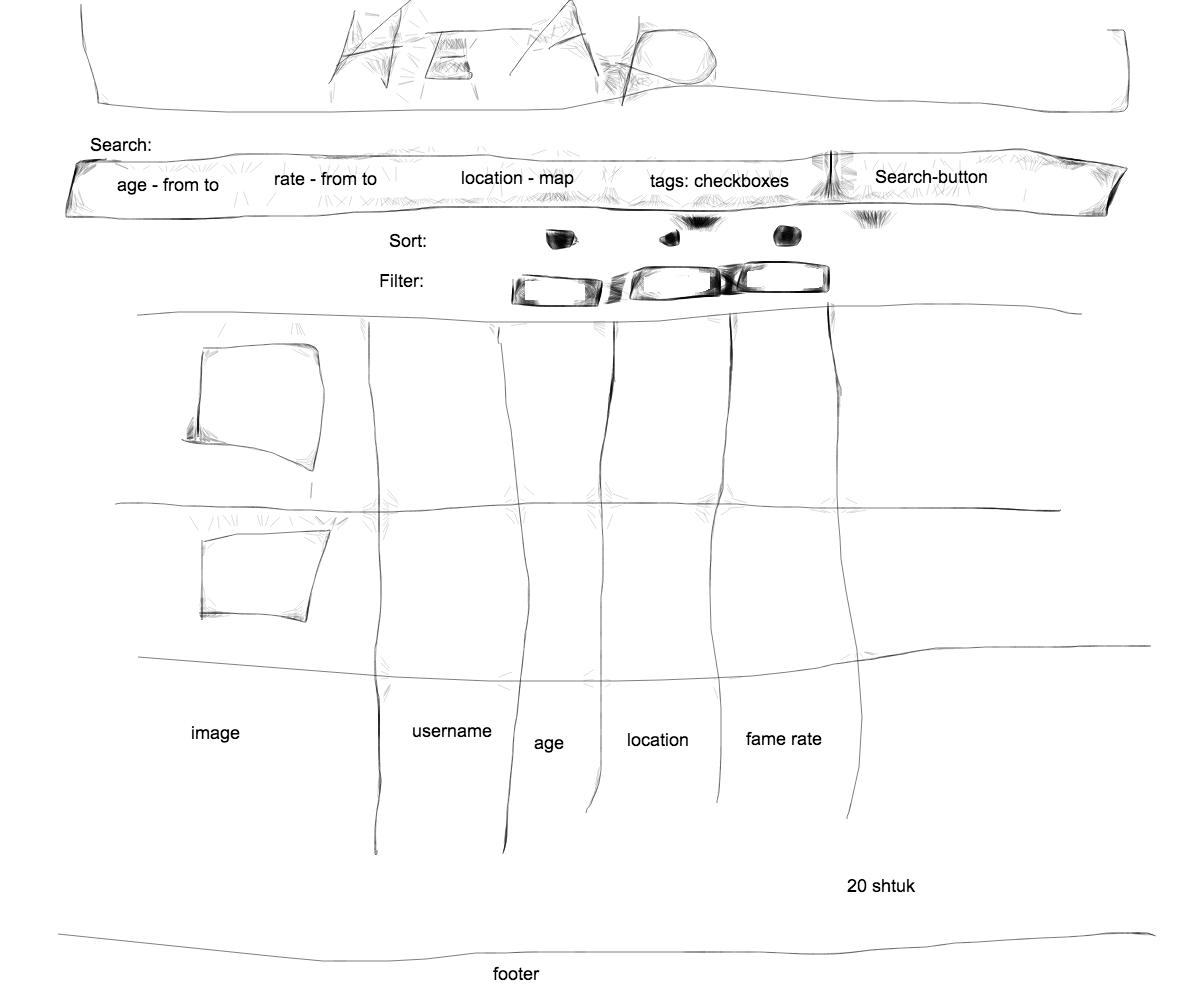 HEAD
Search:
age - from to rate - from to location - map tags: checkboxes Search-button
Sort:
Filter:
image username age location fame rate
20 shtuk
footer